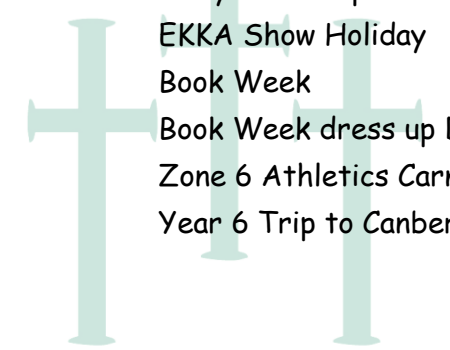 EKKA Show Holiday
Book Week
Book Week dress up
Zone 6 Athletics
Year 6 Trip to